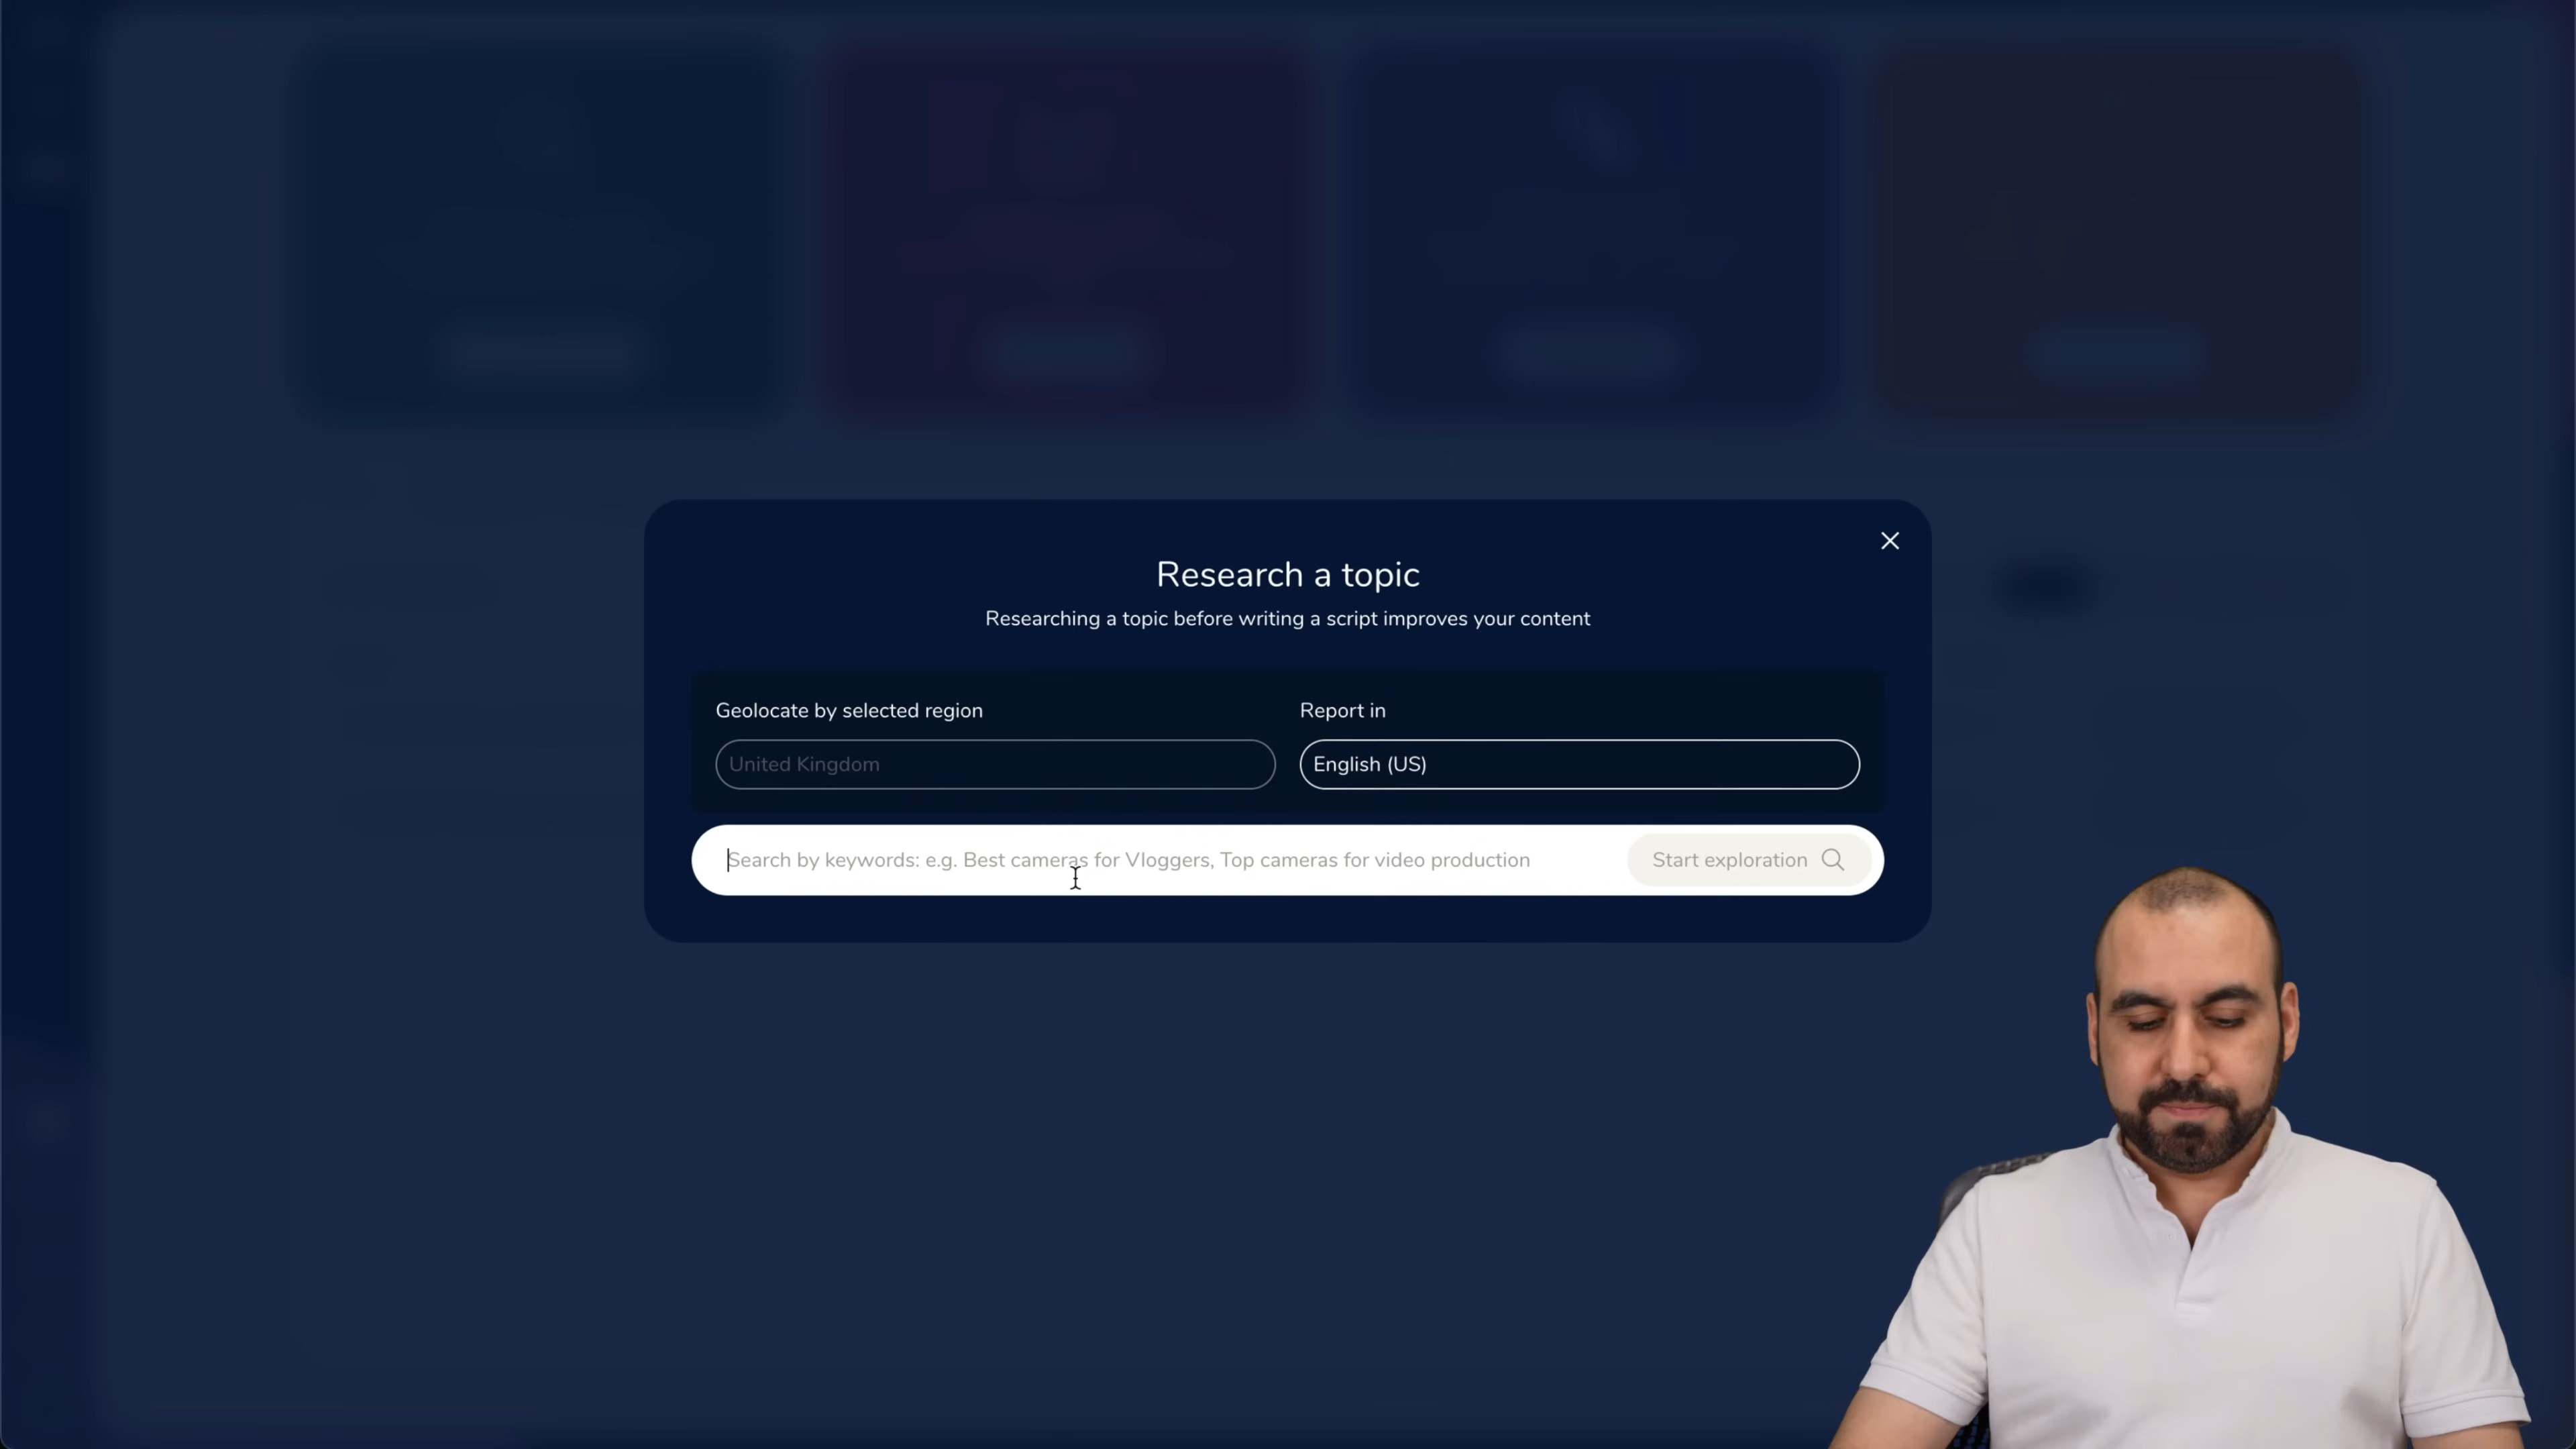 Research a topic
Researching a topic before writing a script improves your content
Geolocate by selected region
Report in
United Kingdom
English (US)
Search by keywords: e.g. Best cameras for Vloggers, Top cameras for video production
Start exploration